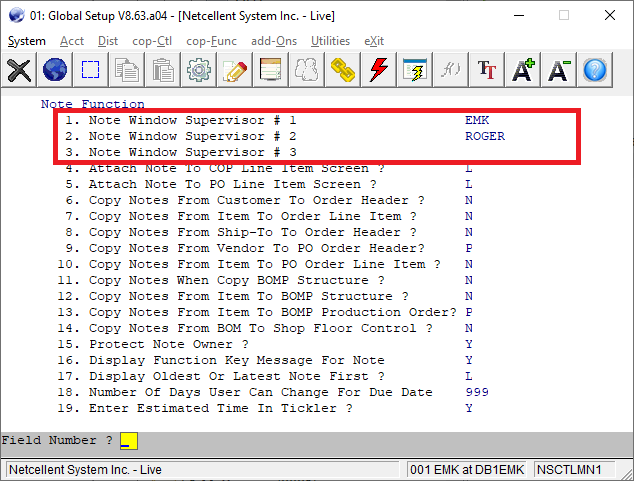 01: Global Setup V8.63.a04 - [Netcellent System Inc. - Live]
System Acct Dist cop-Ctl cop-Func add-Ons Utilities eXit
f() TT A+ A-
Note Function
1. Note Window Supervisor # 1 EMK
2. Note Window Supervisor # 2 ROGER
3. Note Window Supervisor # 3
4. Attach Note To COP Line Item Screen ? L
5. Attach Note To PO Line Item Screen ? L
6. Copy Notes From Customer To Order Header ? N
7. Copy Notes From Item To Order Line Item ? N
8. Copy Notes From Ship-To To Order Header ? N
9. Copy Notes From Vendor To PO Order Header? P
10. Copy Notes From Item To PO Order Line Item ? N
11. Copy Notes When Copy BOMP Structure ? N
12. Copy Notes From Item To BOMP Structure ? N
13. Copy Notes From Item To BOMP Production Order? P
14. Copy Notes From BOM To Shop Floor Control ? N
15. Protect Note Owner ? Y
16. Display Function Key Message For Note Y
17. Display Oldest Or Latest Note First ? L
18. Number Of Days User Can Change For Due Date 999
19. Enter Estimated Time In Tickler ? Y
Field Number ? _
Netcellent System Inc. - Live 001 EMK at DB1EMK NSCTLMN1